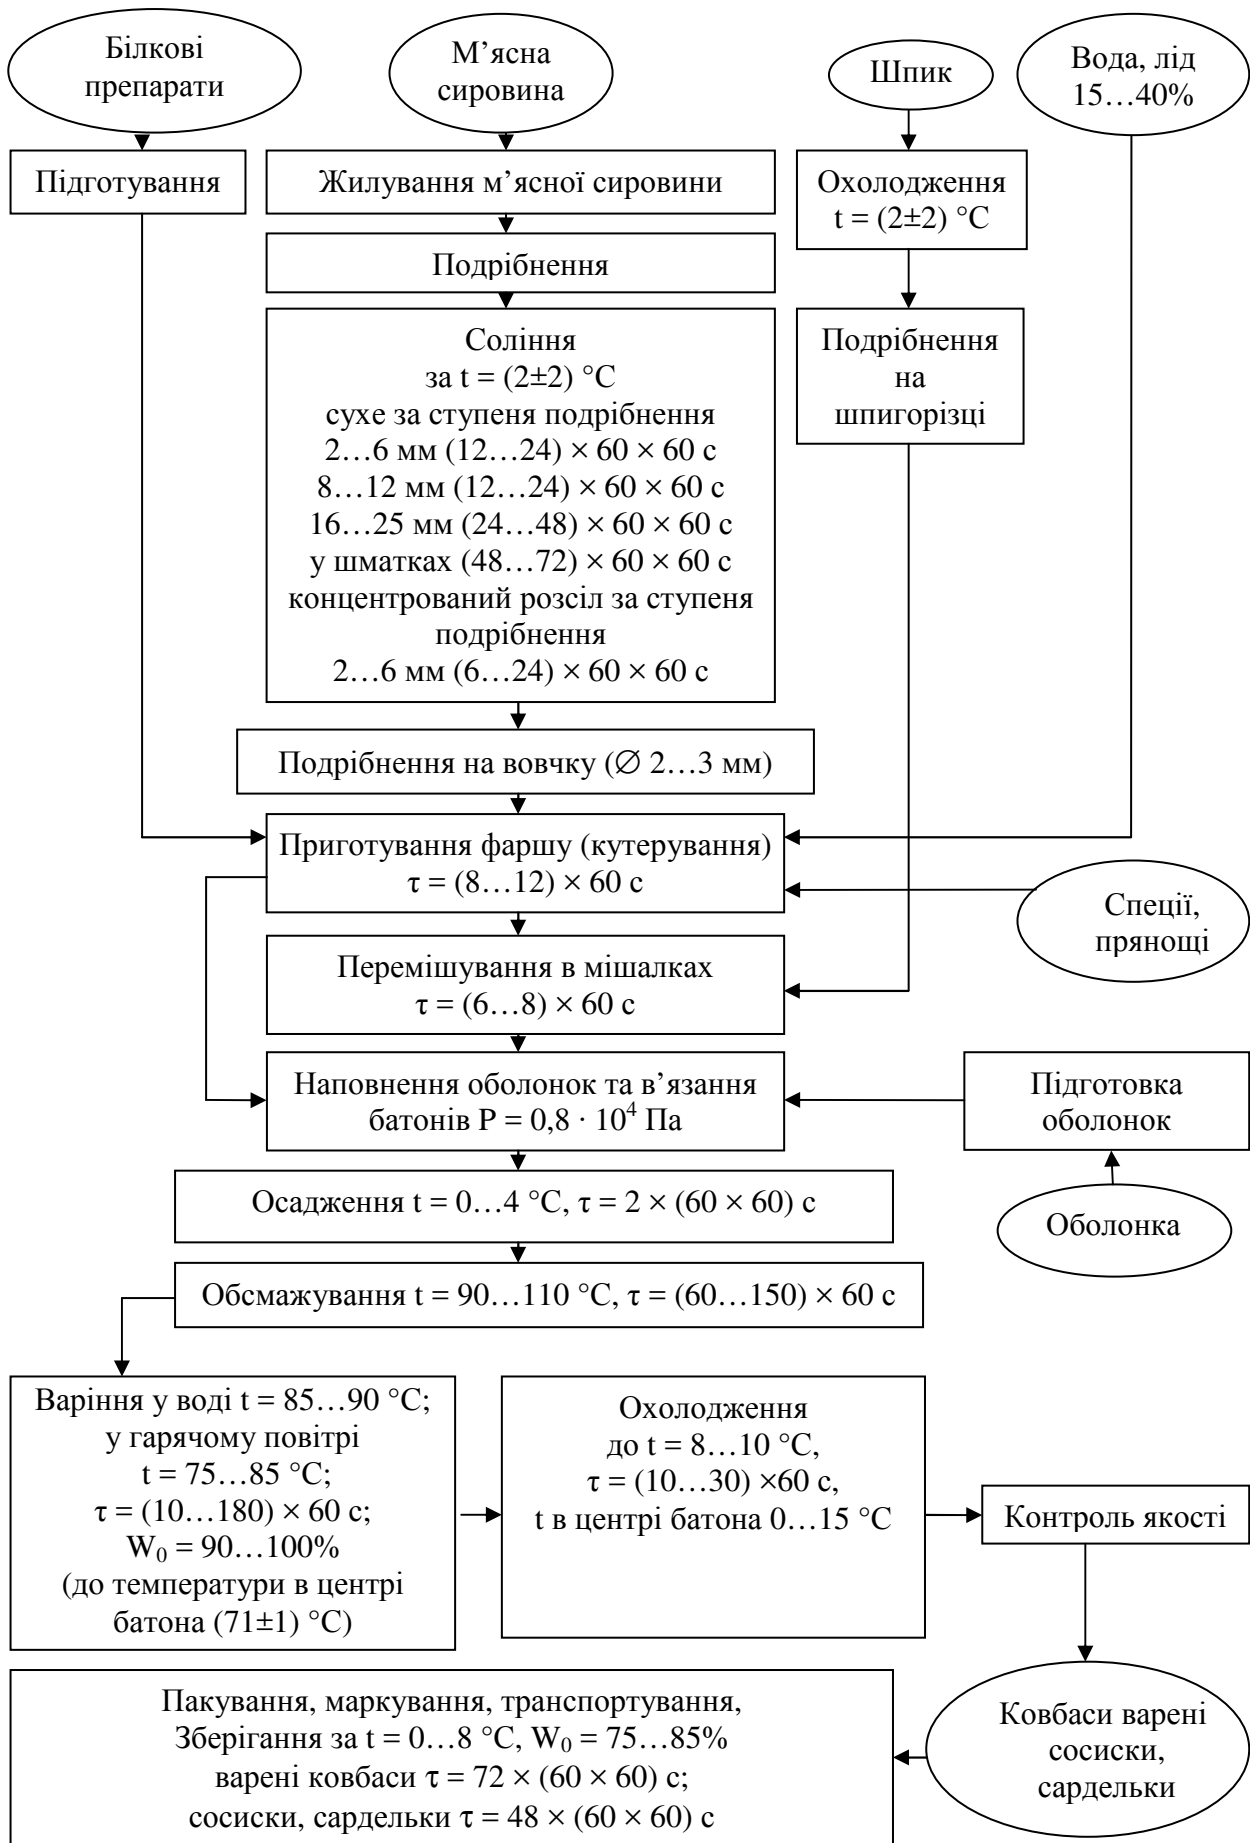 Білкові
препарати
М’ясна
сировина
Шпик
Вода, лід
15…40%
Підготування
Жилування м’ясної сировини
Охолодження
t = (2±2) °С
Подрібнення
Соління
за t = (2±2) °С
сухе за ступеня подрібнення
2…6 мм (12…24) × 60 × 60 с
8…12 мм (12…24) × 60 × 60 с
16…25 мм (24…48) × 60 × 60 с
у шматках (48…72) × 60 × 60 с
концентрований розсіл за ступеня
подрібнення
2…6 мм (6…24) × 60 × 60 с
Подрібнення
на
шпигорізці
Подрібнення на вовчку (∅ 2…3 мм)
Приготування фаршу (кутерування)
τ = (8…12) × 60 с
Спеції,
прянощі
Перемішування в мішалках
τ = (6…8) × 60 с
Наповнення оболонок та в’язання
батонів Р = 0,8 · 10⁴ Па
Підготовка
оболонок
Осадження t = 0…4 °С, τ = 2 × (60 × 60) с
Оболонка
Обсмажування t = 90…110 °С, τ = (60…150) × 60 с
Варіння у воді t = 85…90 °С;
у гарячому повітрі
t = 75…85 °С;
τ = (10…180) × 60 с;
W₀ = 90…100%
(до температури в центрі
батона (71±1) °С)
Охолодження
до t = 8…10 °С,
τ = (10…30) ×60 с,
t в центрі батона 0…15 °С
Контроль якості
Ковбаси варені
сосиски,
сардельки
Пакування, маркування, транспортування,
Зберігання за t = 0…8 °С, W₀ = 75…85%
варені ковбаси τ = 72 × (60 × 60) с;
сосиски, сардельки τ = 48 × (60 × 60) с